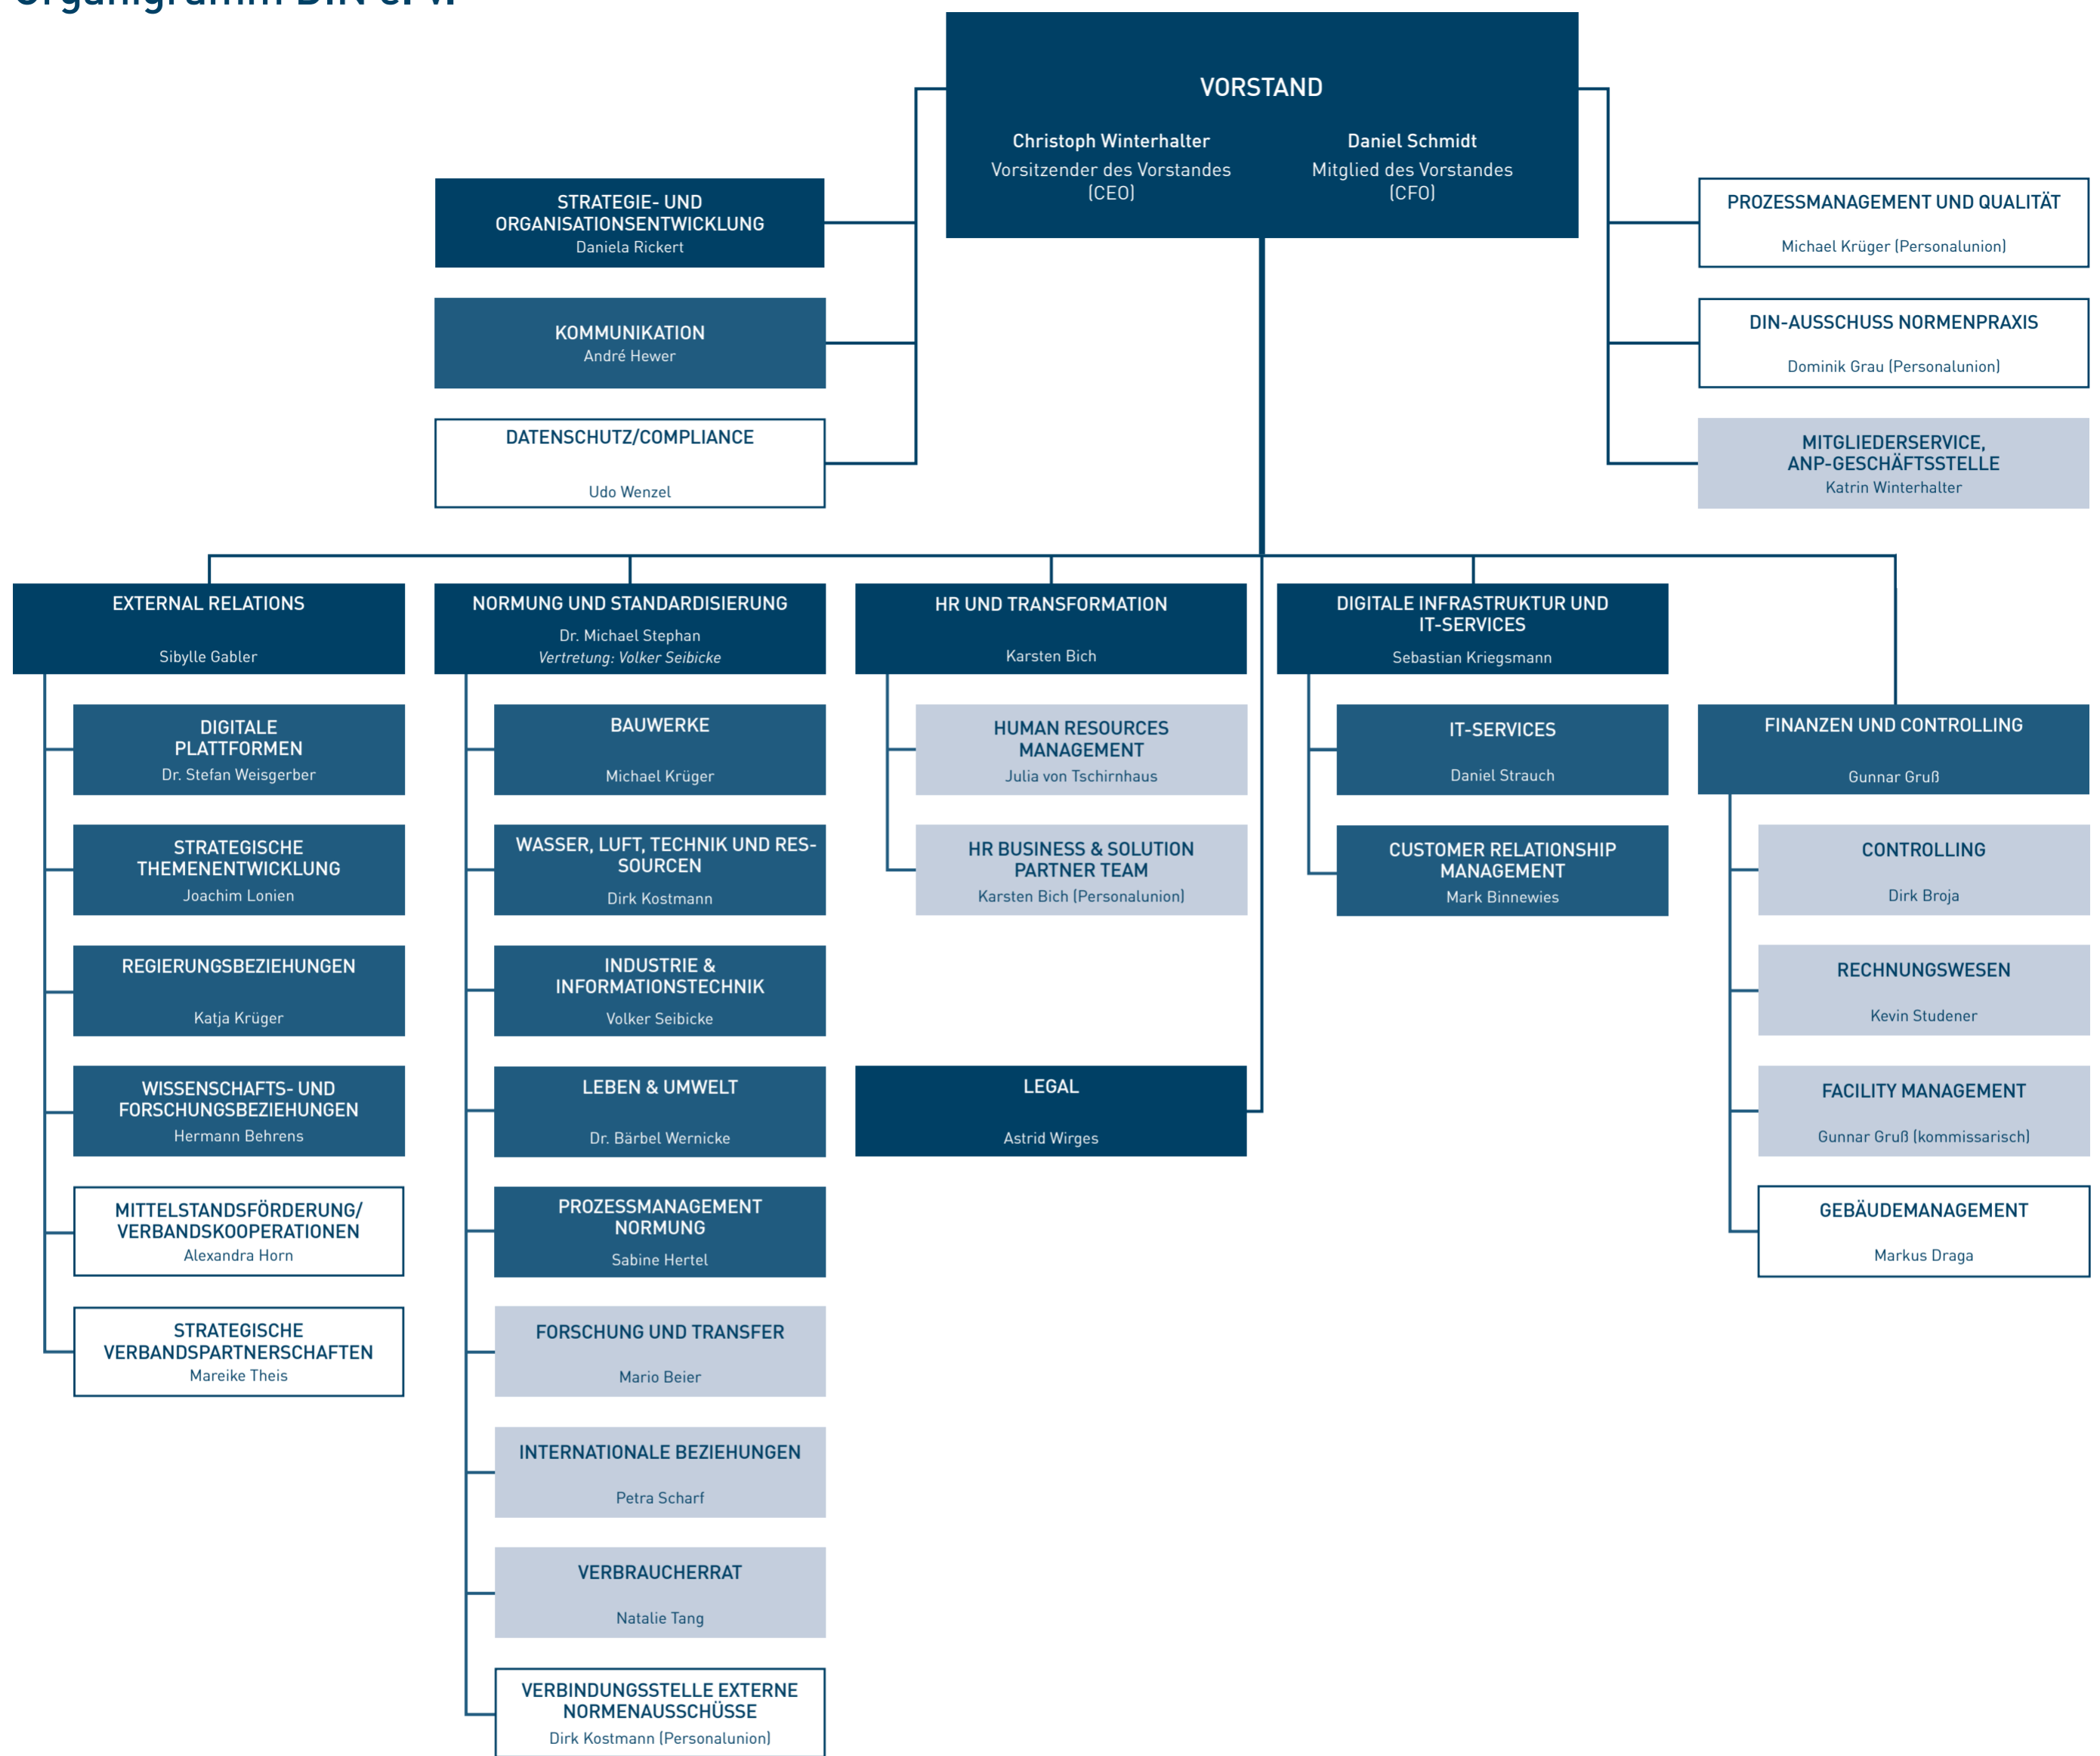 Organigramm DIN e. V.
VORSTAND
Christoph Winterhalter
Vorsitzender des Vorstandes
(CEO)
Daniel Schmidt
Mitglied des Vorstandes
(CFO)
STRATEGIE- UND
ORGANISATIONSENTWICKLUNG
Daniela Rickert
KOMMUNIKATION
André Hewer
DATENSCHUTZ/COMPLIANCE
Udo Wenzel
PROZESSMANAGEMENT UND QUALITÄT
Michael Krüger (Personalunion)
DIN-AUSSCHUSS NORMENPRAXIS
Dominik Grau (Personalunion)
MITGLIEDERSERVICE,
ANP-GESCHÄFTSSTELLE
Katrin Winterhalter
EXTERNAL RELATIONS
Sibylle Gabler
DIGITALE
PLATTFORMEN
Dr. Stefan Weisgerber
STRATEGISCHE
THEMENENTWICKLUNG
Joachim Lonien
REGIERUNGSBEZIEHUNGEN
Katja Krüger
WISSENSCHAFTS- UND
FORSCHUNGSBEZIEHUNGEN
Hermann Behrens
MITTELSTANDSFÖRDERUNG/
VERBANDSKOOPERATIONEN
Alexandra Horn
STRATEGISCHE
VERBANDSPARTNERSCHAFTEN
Mareike Theis
NORMUNG UND STANDARDISIERUNG
Dr. Michael Stephan
Vertretung: Volker Seibicke
BAUWERKE
Michael Krüger
WASSER, LUFT, TECHNIK UND RES-
SOURCEN
Dirk Kostmann
INDUSTRIE &
INFORMATIONSTECHNIK
Volker Seibicke
LEBEN & UMWELT
Dr. Bärbel Wernicke
PROZESSMANAGEMENT
NORMUNG
Sabine Hertel
FORSCHUNG UND TRANSFER
Mario Beier
INTERNATIONALE BEZIEHUNGEN
Petra Scharf
VERBRAUCHERRAT
Natalie Tang
VERBINDUNGSSTELLE EXTERNE
NORMENAUSSCHÜSSE
Dirk Kostmann (Personalunion)
HR UND TRANSFORMATION
Karsten Bich
HUMAN RESOURCES
MANAGEMENT
Julia von Tschirnhaus
HR BUSINESS & SOLUTION
PARTNER TEAM
Karsten Bich (Personalunion)
LEGAL
Astrid Wirges
DIGITALE INFRASTRUKTUR UND
IT-SERVICES
Sebastian Kriegsmann
IT-SERVICES
Daniel Strauch
CUSTOMER RELATIONSHIP
MANAGEMENT
Mark Binnewies
FINANZEN UND CONTROLLING
Gunnar Gruß
CONTROLLING
Dirk Broja
RECHNUNGSWESEN
Kevin Studener
FACILITY MANAGEMENT
Gunnar Gruß (kommissarisch)
GEBÄUDEMANAGEMENT
Markus Draga